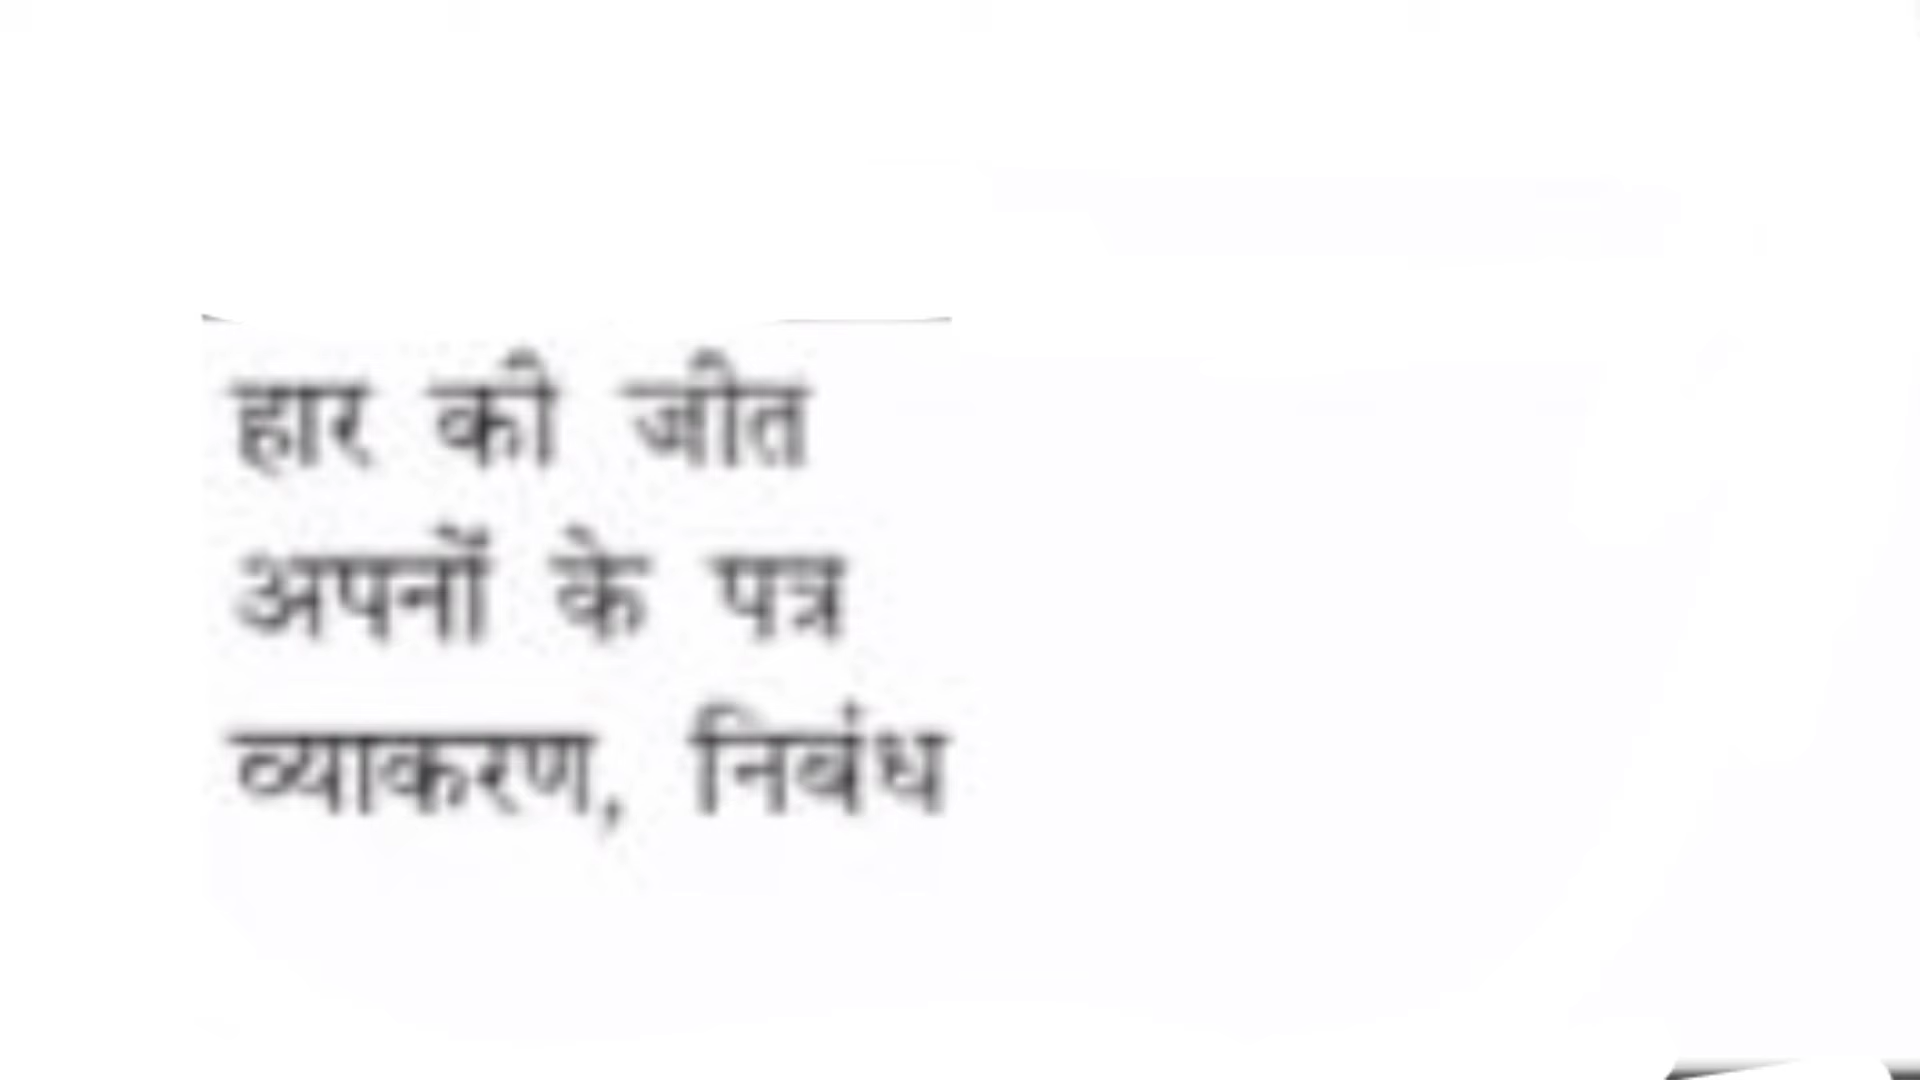 हार की जीत
अपनों के पत्र
व्याकरण, निबंध